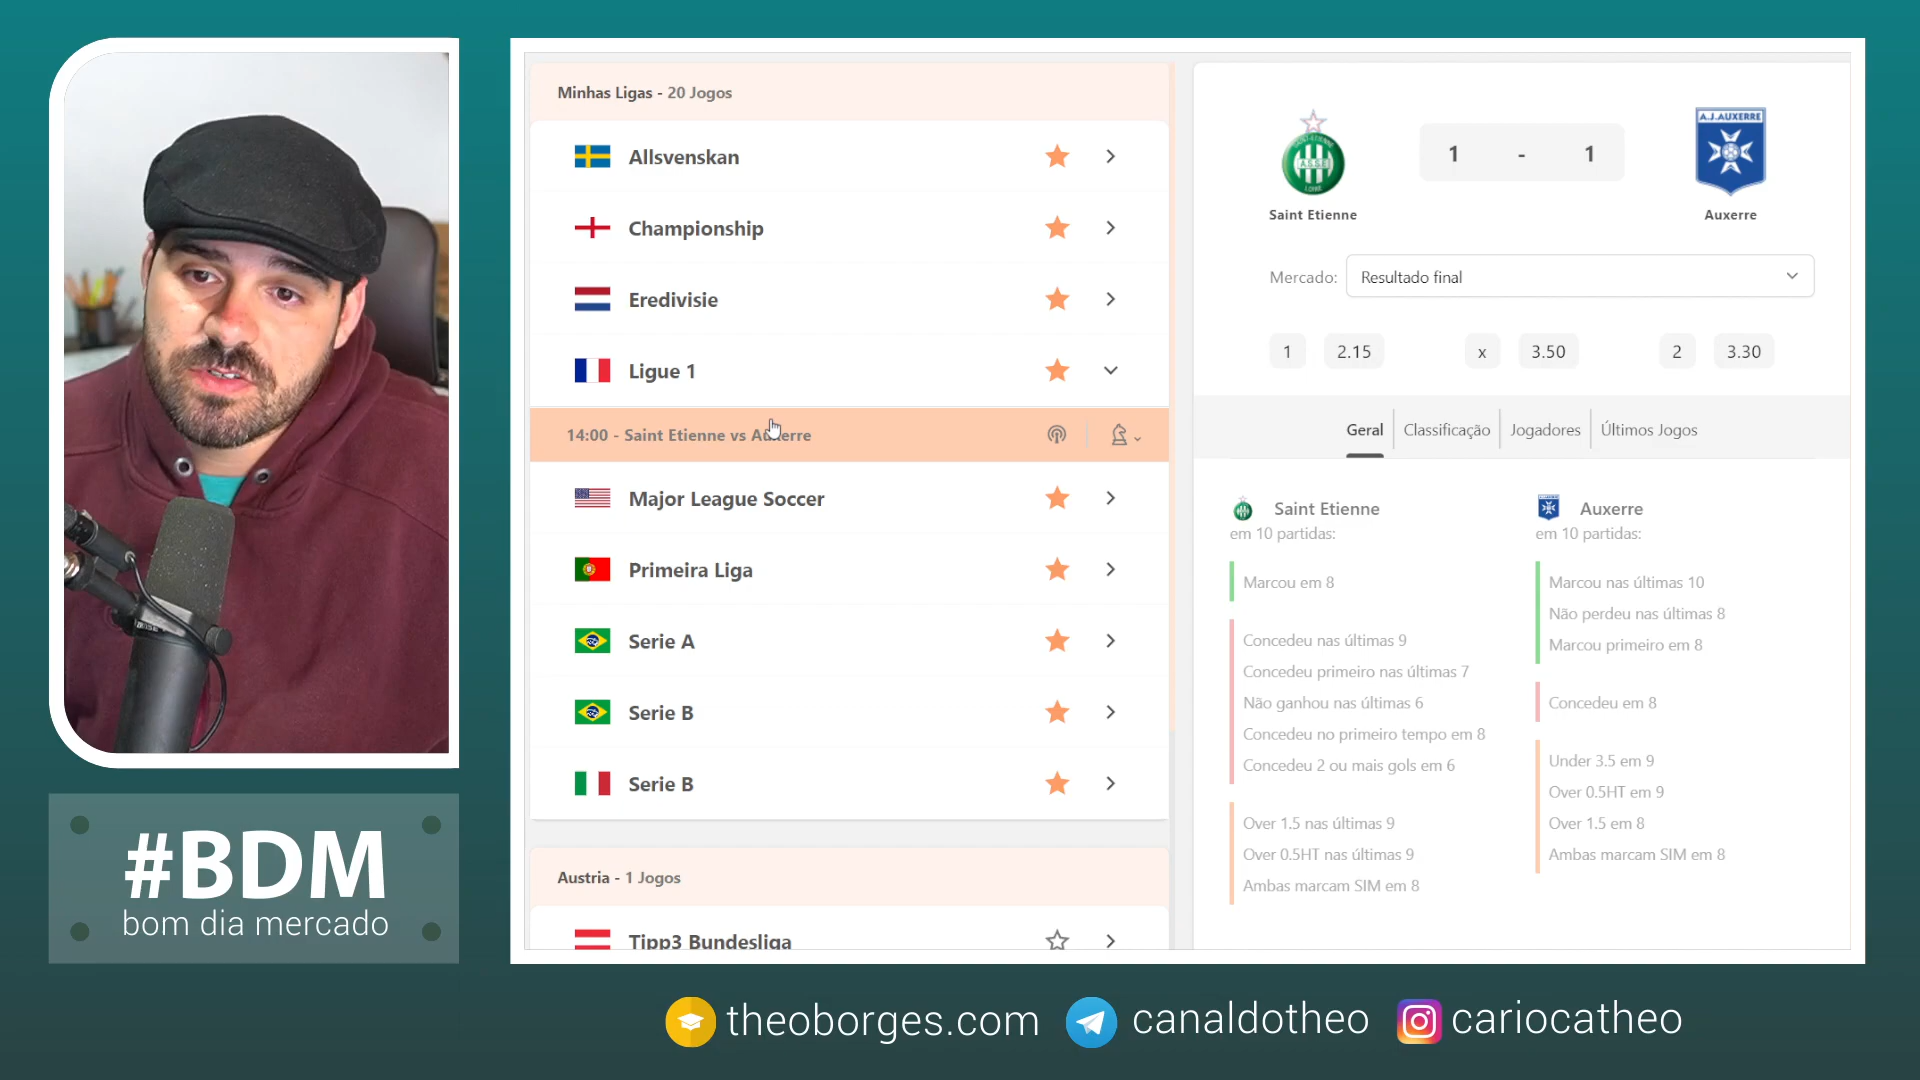 #BDM
bom dia mercado
Minhas Ligas - 20 Jogos
Allsvenskan
Championship
Eredivisie
Ligue 1
14:00 - Saint Etienne vs Auxerre
Major League Soccer
Primeira Liga
Serie A
Serie B
Serie B
Austria - 1 Jogos
Tipp3 Bundesliga
A.J.AUXERRE
1 - 1
Saint Etienne
Auxerre
Mercado: Resultado final
1 2.15 x 3.50 2 3.30
Geral Classificação Jogadores Últimos Jogos
Saint Etienne
em 10 partidas:
Marcou em 8
Concedeu nas últimas 9
Concedeu primeiro nas últimas 7
Não ganhou nas últimas 6
Concedeu no primeiro tempo em 8
Concedeu 2 ou mais gols em 6
Over 1.5 nas últimas 9
Over 0.5HT nas últimas 9
Ambas marcam SIM em 8
Auxerre
em 10 partidas:
Marcou nas últimas 10
Não perdeu nas últimas 8
Marcou primeiro em 8
Concedeu em 8
Under 3.5 em 9
Over 0.5HT em 9
Over 1.5 em 8
Ambas marcam SIM em 8
theoborges.com
canaldotheo
cariocatheo